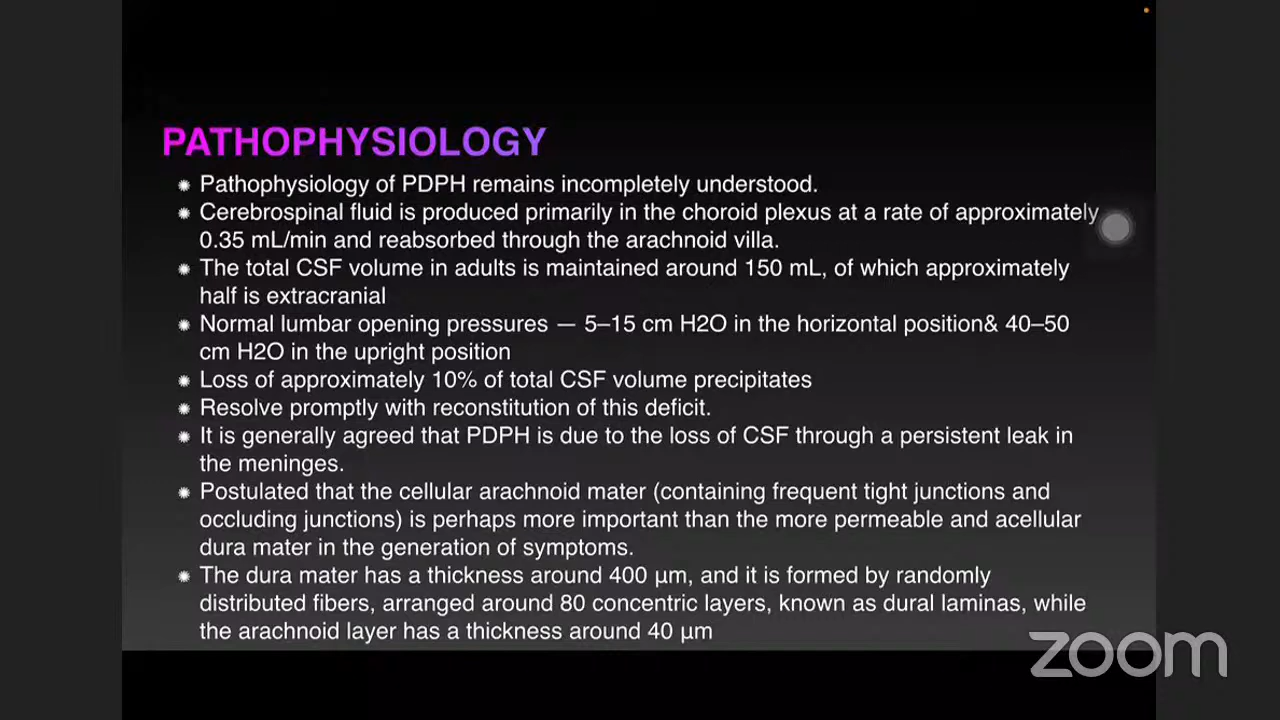 PATHOPHYSIOLOGY
✹ Pathophysiology of PDPH remains incompletely understood.
✹ Cerebrospinal fluid is produced primarily in the choroid plexus at a rate of approximately
0.35 mL/min and reabsorbed through the arachnoid villa.
✹ The total CSF volume in adults is maintained around 150 mL, of which approximately
half is extracranial
✹ Normal lumbar opening pressures — 5–15 cm H2O in the horizontal position& 40–50
cm H2O in the upright position
✹ Loss of approximately 10% of total CSF volume precipitates
✹ Resolve promptly with reconstitution of this deficit.
✹ It is generally agreed that PDPH is due to the loss of CSF through a persistent leak in
the meninges.
✹ Postulated that the cellular arachnoid mater (containing frequent tight junctions and
occluding junctions) is perhaps more important than the more permeable and acellular
dura mater in the generation of symptoms.
✹ The dura mater has a thickness around 400 μm, and it is formed by randomly
distributed fibers, arranged around 80 concentric layers, known as dural laminas, while
the arachnoid layer has a thickness around 40 μm
zoom